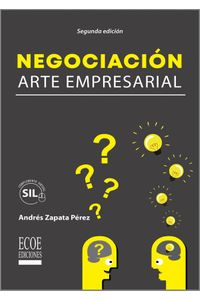 Segunda edición
NEGOCIACIÓN
ARTE EMPRESARIAL
SIL
Andrés Zapata Pérez
ECOE
EDICIONES